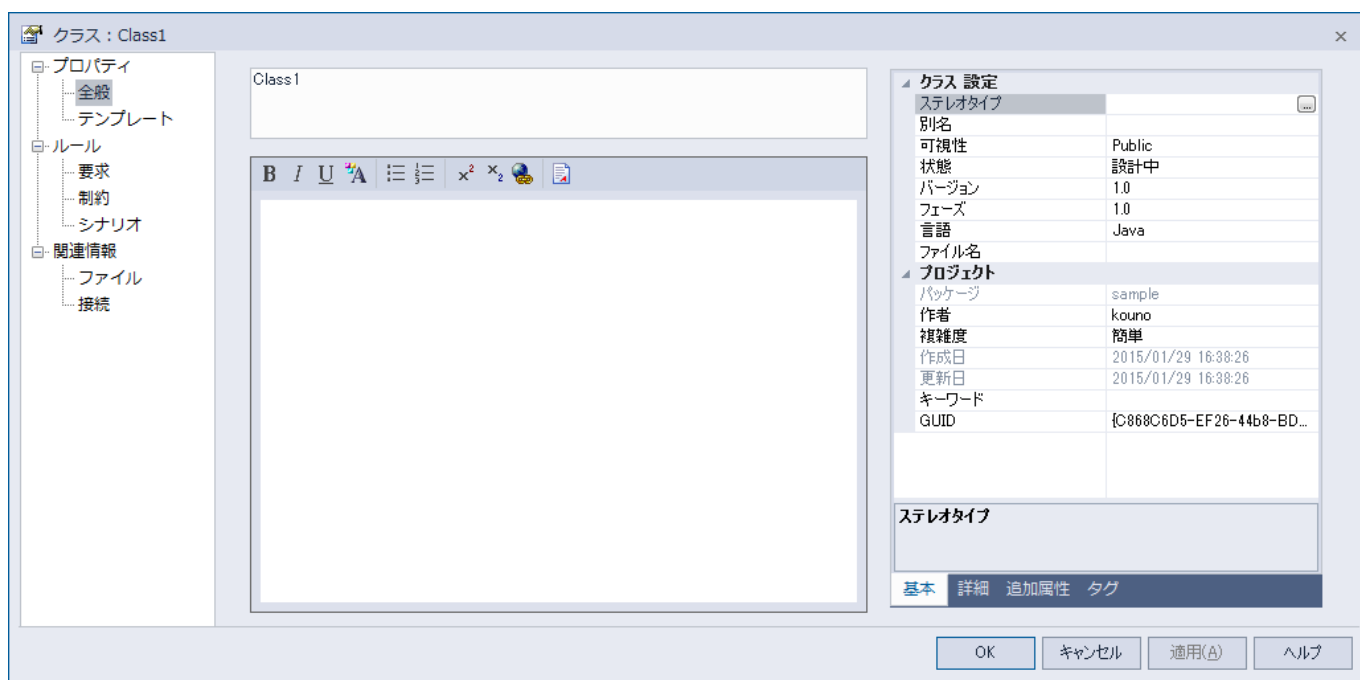 クラス : Class1
プロパティ
全般
テンプレート
ルール
要求
制約
シナリオ
関連情報
ファイル
接続
Class1
B I U A x² x₂
クラス 設定
ステレオタイプ ...
別名
可視性 Public
状態 設計中
バージョン 1.0
フェーズ 1.0
言語 Java
ファイル名
プロジェクト
パッケージ sample
作者 kouno
複雑度 簡単
作成日 2015/01/29 16:38:26
更新日 2015/01/29 16:38:26
キーワード
GUID {C868C6D5-EF26-44b8-BD...
ステレオタイプ
基本 詳細 追加属性 タグ
OK キャンセル 適用(A) ヘルプ